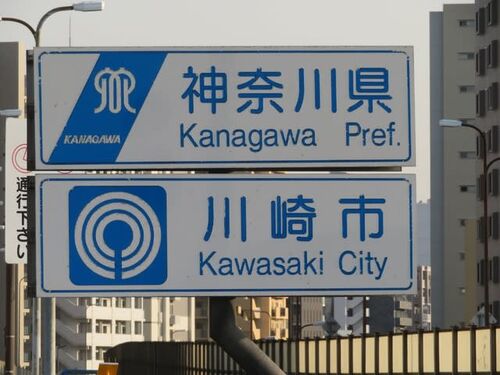 神奈川県
KANAGAWA
Kanagawa Pref.
川崎市
Kawasaki City
通行下さい